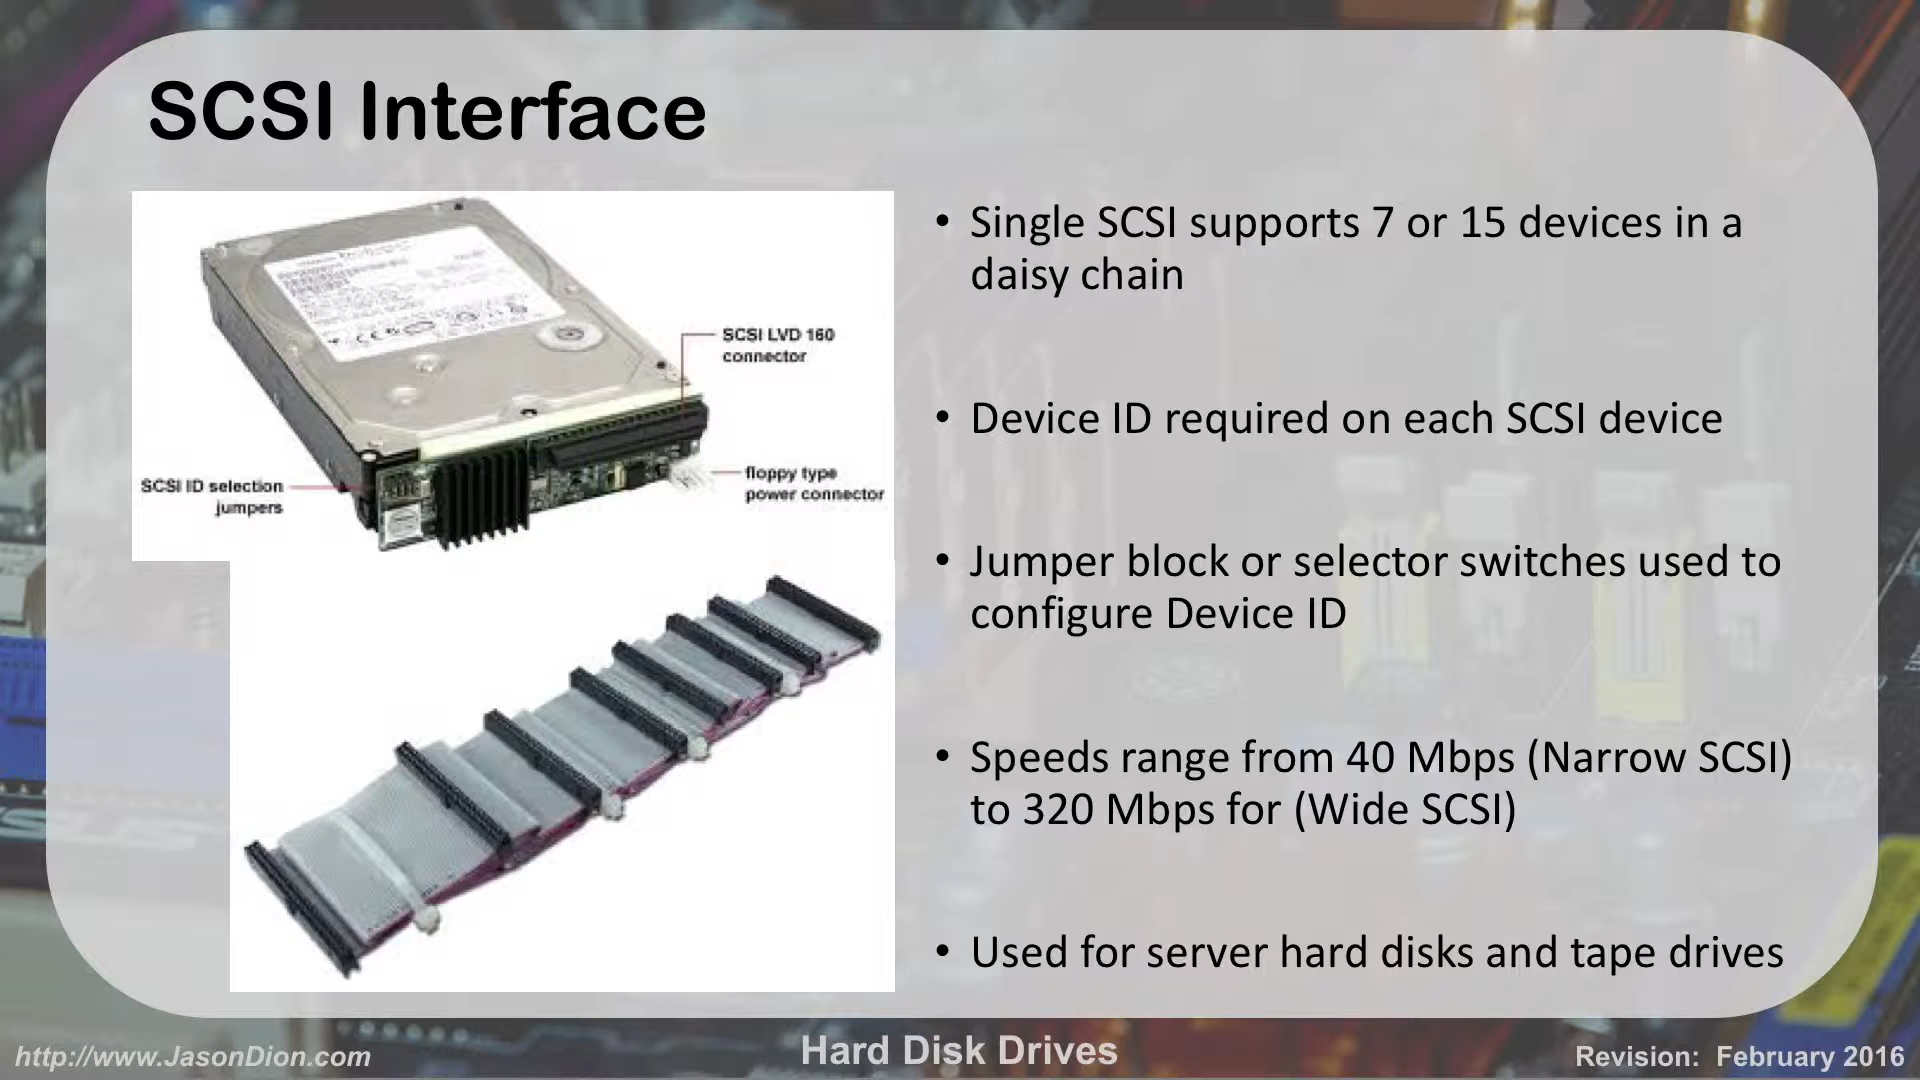 SCSI Interface
SCSI LVD 160
connector
SCSI ID selection
jumpers
floppy type
power connector
• Single SCSI supports 7 or 15 devices in a
daisy chain
• Device ID required on each SCSI device
• Jumper block or selector switches used to
configure Device ID
• Speeds range from 40 Mbps (Narrow SCSI)
to 320 Mbps for (Wide SCSI)
• Used for server hard disks and tape drives
http://www.JasonDion.com
Hard Disk Drives
Revision: February 2016